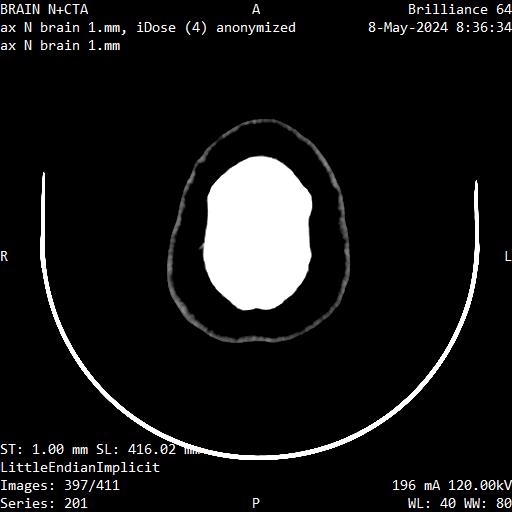 BRAIN N+CTA
A
Brilliance 64
ax N brain 1.mm, iDose (4) anonymized
8-May-2024 8:36:34
ax N brain 1.mm
R
L
ST: 1.00 mm SL: 416.02 mm
LittleEndianImplicit
Images: 397/411
196 mA 120.00kV
Series: 201
P
WL: 40 WW: 80